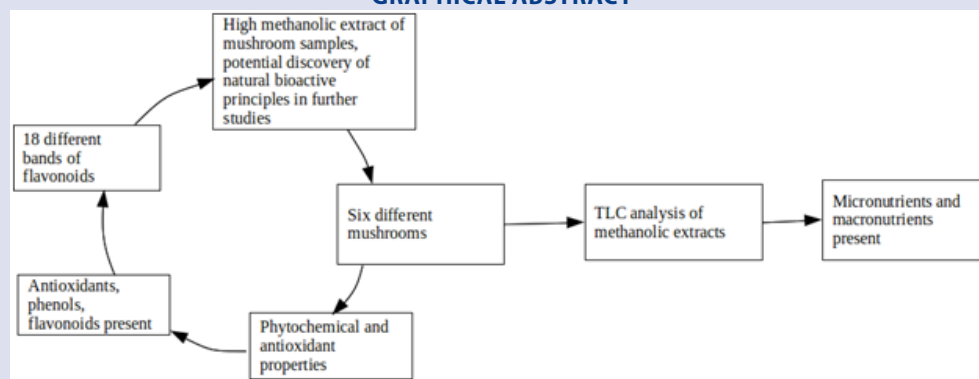 GRAPHICAL ABSTRACT
High methanolic extract of
mushroom samples,
potential discovery of
natural bioactive
principles in further
studies
18 different
bands of
flavonoids
Six different
mushrooms
TLC analysis of
methanolic extracts
Micronutrients and
macronutrients
present
Antioxidants,
phenols,
flavonoids present
Phytochemical and
antioxidant
properties